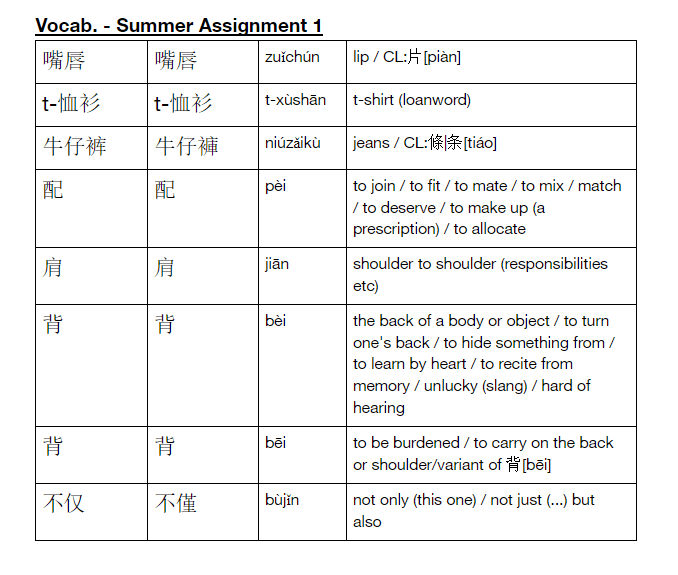 Vocab. - Summer Assignment 1
嘴唇 嘴唇 zuǐchún lip / CL:片[piàn]
t-恤衫 t-恤衫 t-xùshān t-shirt (loanword)
牛仔裤 牛仔褲 niúzǎikù jeans / CL:條|条[tiáo]
配 配 pèi to join / to fit / to mate / to mix / match
/ to deserve / to make up (a
prescription) / to allocate
肩 肩 jiān shoulder to shoulder (responsibilities
etc)
背 背 bèi the back of a body or object / to turn
one's back / to hide something from /
to learn by heart / to recite from
memory / unlucky (slang) / hard of
hearing
背 背 bēi to be burdened / to carry on the back
or shoulder/variant of 背[bēi]
不仅 不僅 bùjǐn not only (this one) / not just (...) but
also